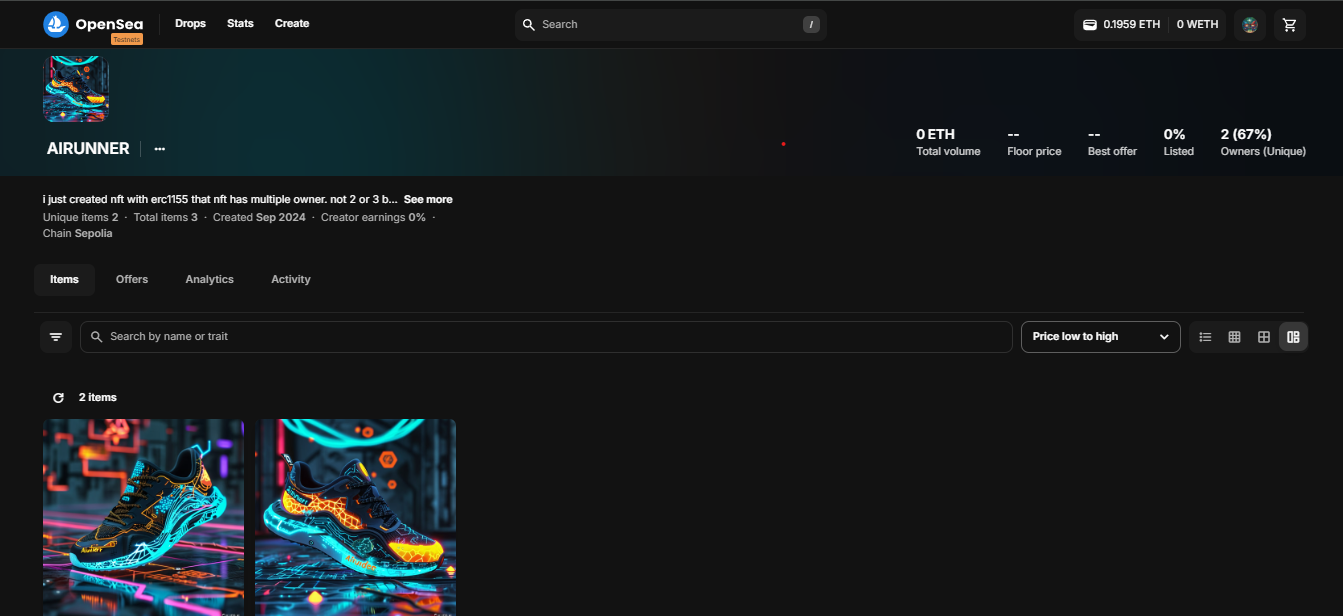 OpenSea
Testnets
Drops Stats Create
Search
/
0.1959 ETH 0 WETH
AIRUNNER
0 ETH -- -- 0% 2 (67%)
Total volume Floor price Best offer Listed Owners (Unique)
i just created nft with erc1155 that nft has multiple owner. not 2 or 3 b... See more
Unique items 2 · Total items 3 · Created Sep 2024 · Creator earnings 0% ·
Chain Sepolia
Items Offers Analytics Activity
Search by name or trait
Price low to high
2 items